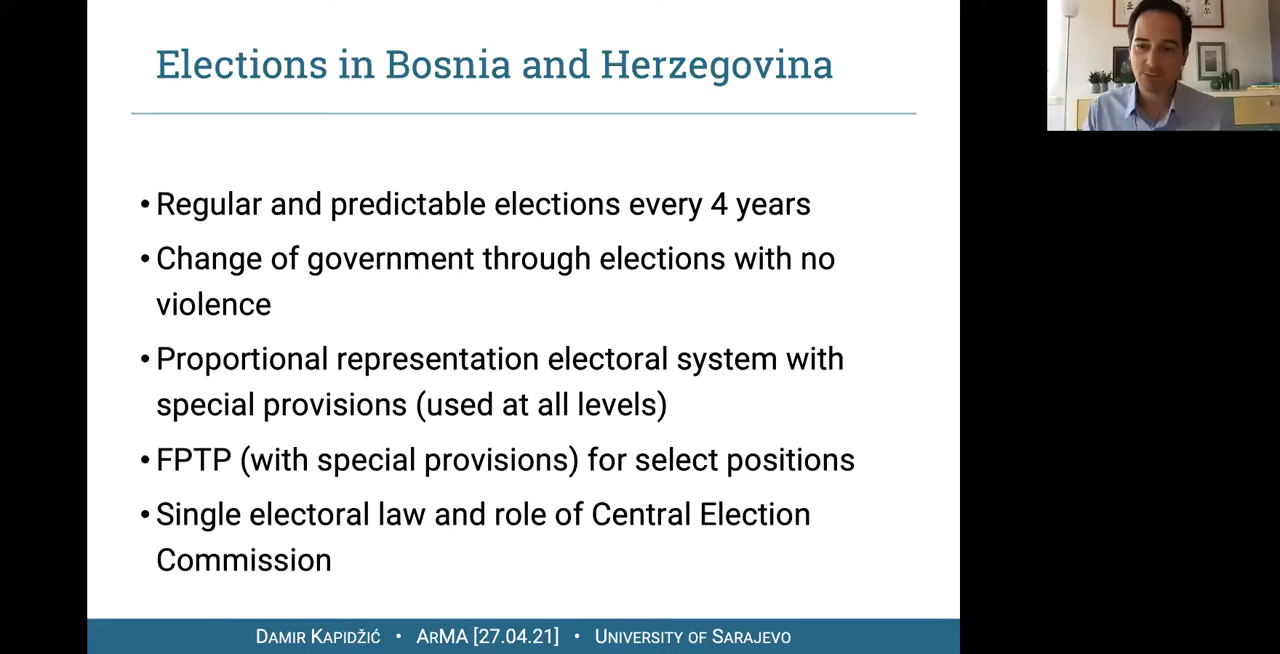 Elections in Bosnia and Herzegovina
• Regular and predictable elections every 4 years
• Change of government through elections with no
violence
• Proportional representation electoral system with
special provisions (used at all levels)
• FPTP (with special provisions) for select positions
• Single electoral law and role of Central Election
Commission
DAMIR KAPIDŽIĆ • ARMA [27.04.21] • UNIVERSITY OF SARAJEVO